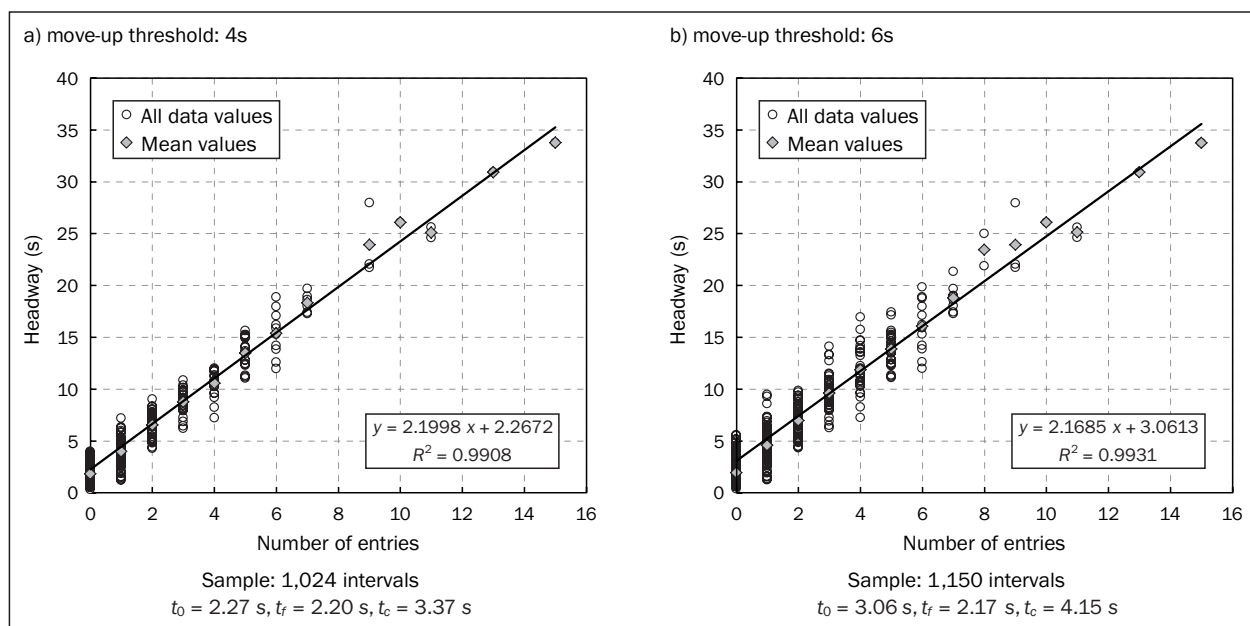 a) move-up threshold: 4s
40
35
30
25
20
15
10
5
0
Headway (s)
All data values
Mean values
y = 2.1998 x + 2.2672
R² = 0.9908
0 2 4 6 8 10 12 14 16
Number of entries
Sample: 1,024 intervals
t₀ = 2.27 s, t_f = 2.20 s, t_c = 3.37 s
b) move-up threshold: 6s
40
35
30
25
20
15
10
5
0
Headway (s)
All data values
Mean values
y = 2.1685 x + 3.0613
R² = 0.9931
0 2 4 6 8 10 12 14 16
Number of entries
Sample: 1,150 intervals
t₀ = 3.06 s, t_f = 2.17 s, t_c = 4.15 s